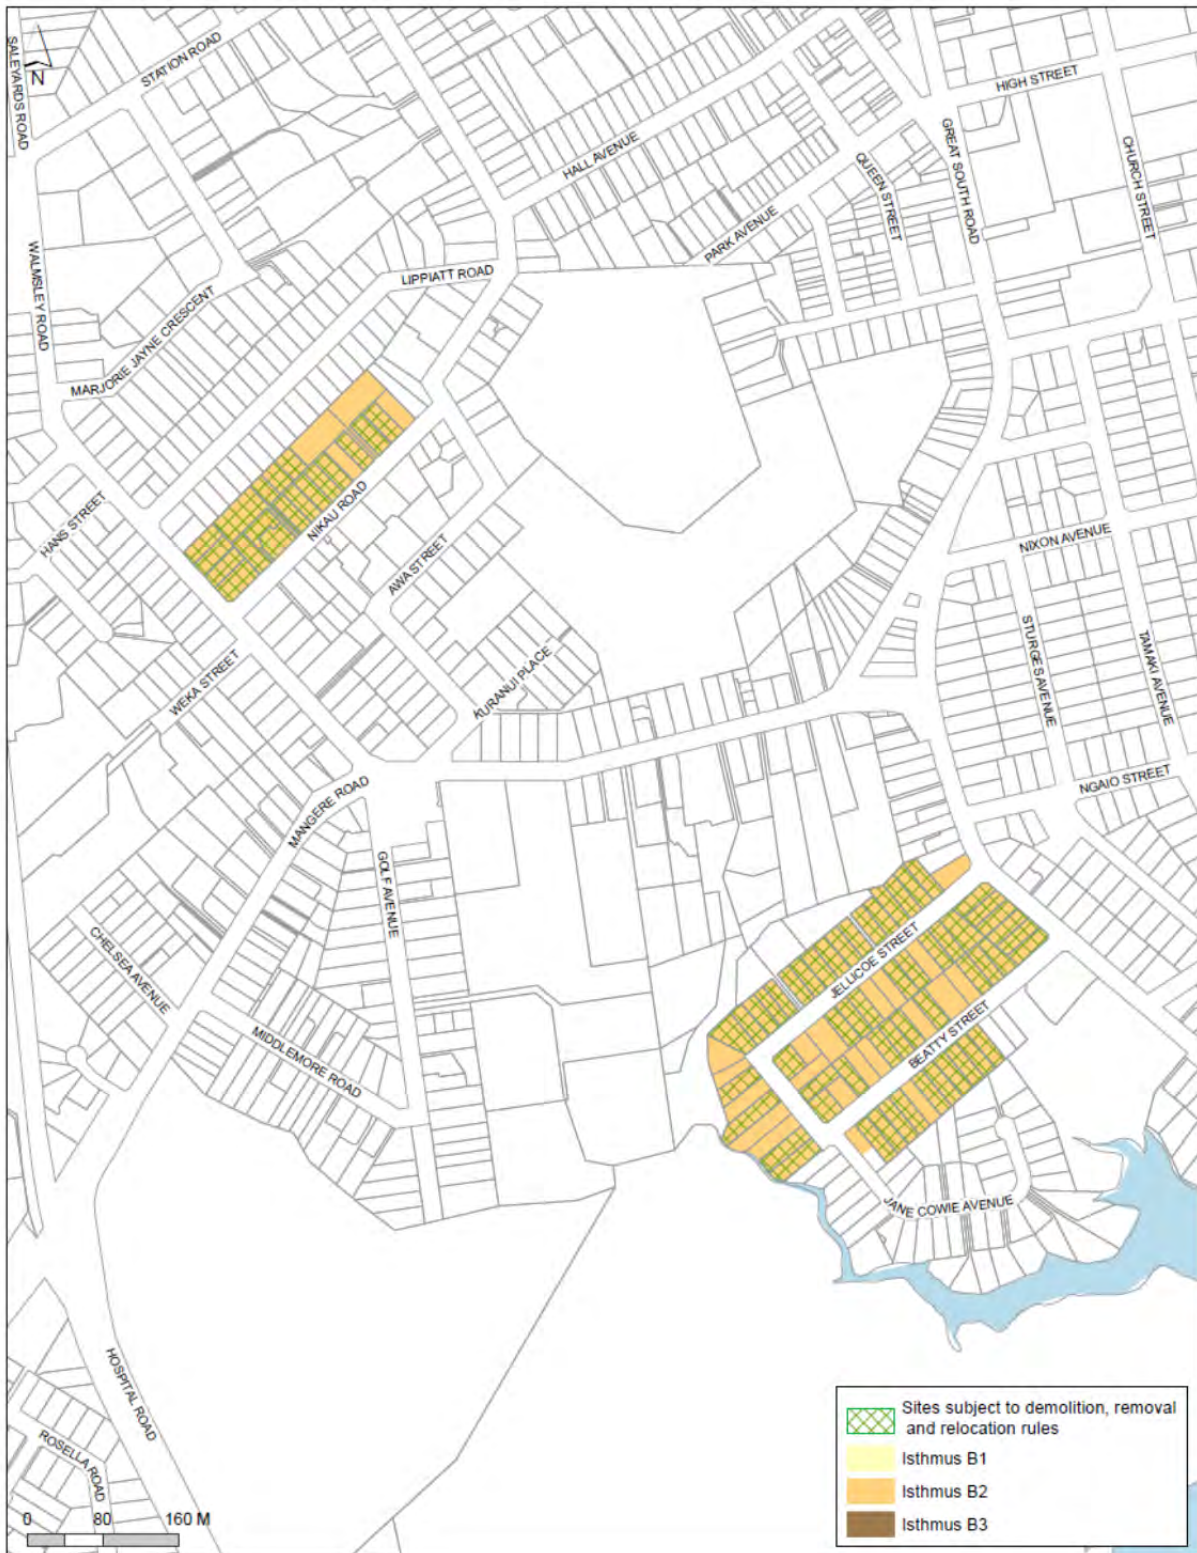 SALEYARDS ROAD
STATION ROAD
N
HIGH STREET
GREAT SOUTH ROAD
CHURCH STREET
HALL AVENUE
QUEEN STREET
PARK AVENUE
WALMSLEY ROAD
LIPPIATT ROAD
MARJORIE JAYNE CRESCENT
HANS STREET
NIKAU ROAD
NIXON AVENUE
AWA STREET
STURGES AVENUE
TAMAKI AVENUE
WEKA STREET
KURANUI PLACE
NGAIO STREET
MANGERE ROAD
GOLF AVENUE
CHELSEA AVENUE
JELLICOE STREET
MIDDLEMORE ROAD
BEATTY STREET
JANE COWIE AVENUE
HOSPITAL ROAD
ROSELLA ROAD
Sites subject to demolition, removal
and relocation rules
Isthmus B1
Isthmus B2
Isthmus B3
0 80 160 M